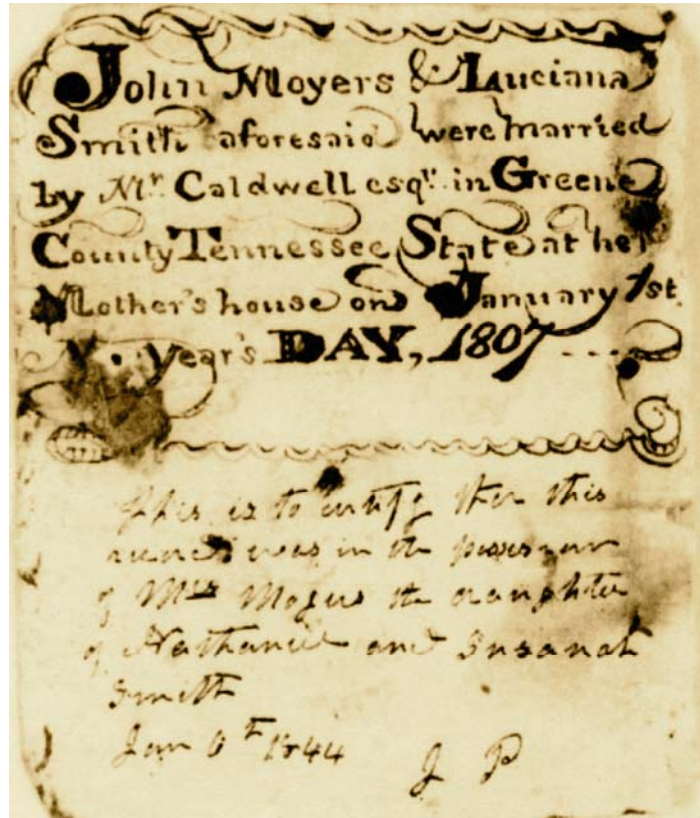 John Moyers & Luciana
Smith aforesaid were married
by Mr. Caldwell esqr. in Greene
County Tennessee State at her
Mother's house on January 1st
year's DAY, 1807
This is to certify that this
was in the possession
of Mrs Moyers the daughter
of Nathaniel and Susanah
Smith
Jan 1844
J P